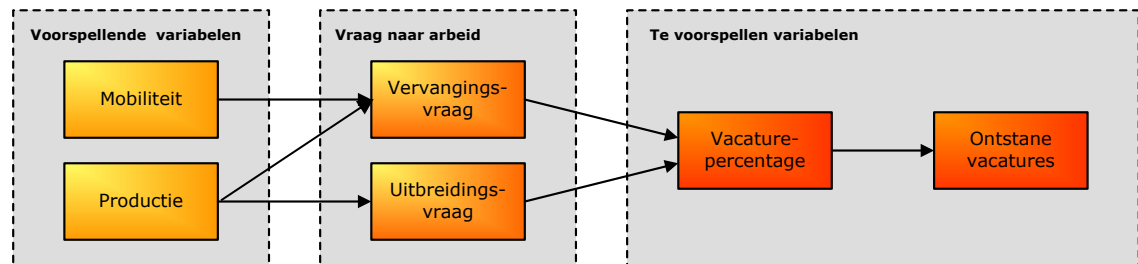 Voorspellende variabelen
Mobiliteit
Productie
Vraag naar arbeid
Vervangings-
vraag
Uitbreidings-
vraag
Te voorspellen variabelen
Vacature-
percentage
Ontstane
vacatures